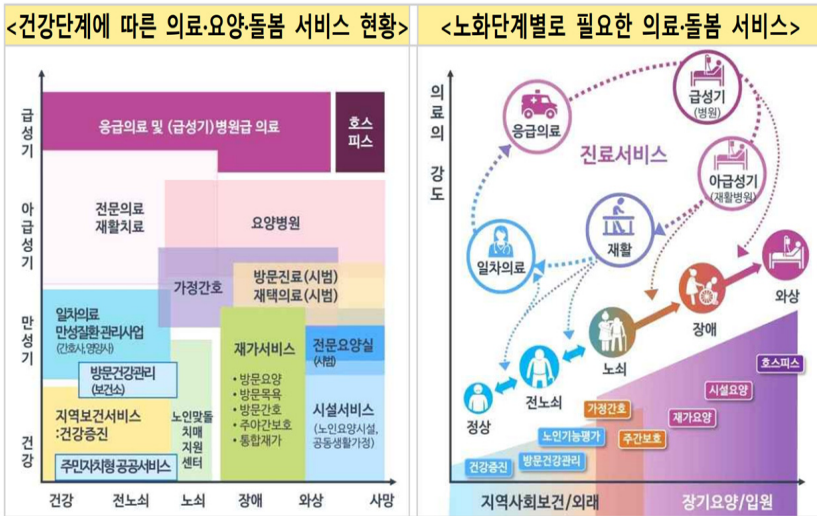 <건강단계에 따른 의료·요양·돌봄 서비스 현황>
급성기
아급성기
만성기
건강
응급의료 및 (급성기)병원급 의료
호스
피스
전문의료
재활치료
요양병원
가정간호
방문진료(시범)
재택의료(시범)
일차의료
만성질환 관리사업
(간호사,영양사)
방문건강관리
(보건소)
재가서비스
• 방문요양
• 방문목욕
• 방문간호
• 주야간보호
• 통합재가
전문요양실
(시범)
지역보건서비스
:건강증진
노인맞돌
치매
지원
센터
시설서비스
(노인요양시설,
공동생활가정)
주민자치형 공공서비스
건강 전노쇠 노쇠 장애 와상 사망
<노화단계별로 필요한 의료·돌봄 서비스>
의료의 강도
응급의료
급성기
(병원)
진료서비스
아급성기
(재활병원)
일차의료
재활
와상
장애
노쇠
전노쇠
정상
호스피스
시설요양
가정간호
재가요양
노인기능평가
주간보호
건강증진
방문건강관리
지역사회보건/외래
장기요양/입원